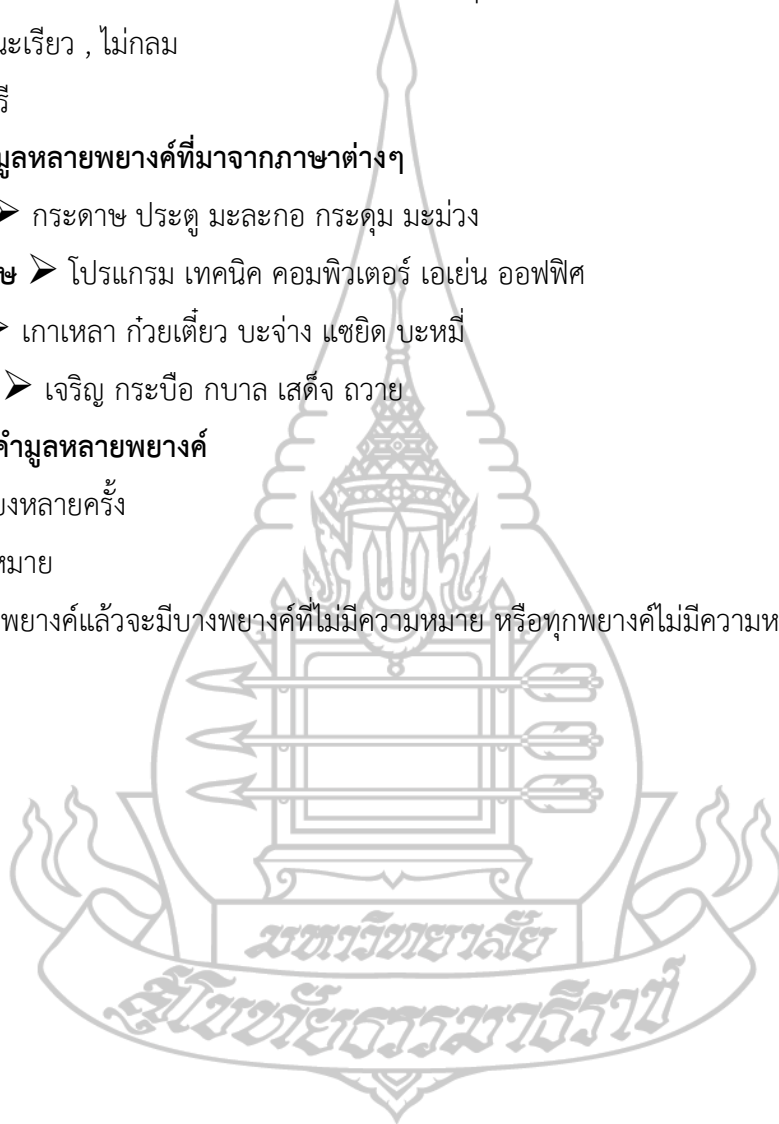 นะเรียว , ไม่กลม
รี
มูลหลายพยางค์ที่มาจากภาษาต่างๆ
➢ กระดาษ ประตู มะละกอ กระดุม มะม่วง
ษ ➢ โปรแกรม เทคนิค คอมพิวเตอร์ เอเย่น ออฟฟิศ
➢ เกาเหลา ก๋วยเตี๋ยว บะจ่าง แซยิด บะหมี่
➢ เจริญ กระบือ กบาล เสด็จ ถวาย
คำมูลหลายพยางค์
ยงหลายครั้ง
หมาย
พยางค์แล้วจะมีบางพยางค์ที่ไม่มีความหมาย หรือทุกพยางค์ไม่มีความห
มหาวิทยาลัย
สุโขทัยธรรมาธิราช